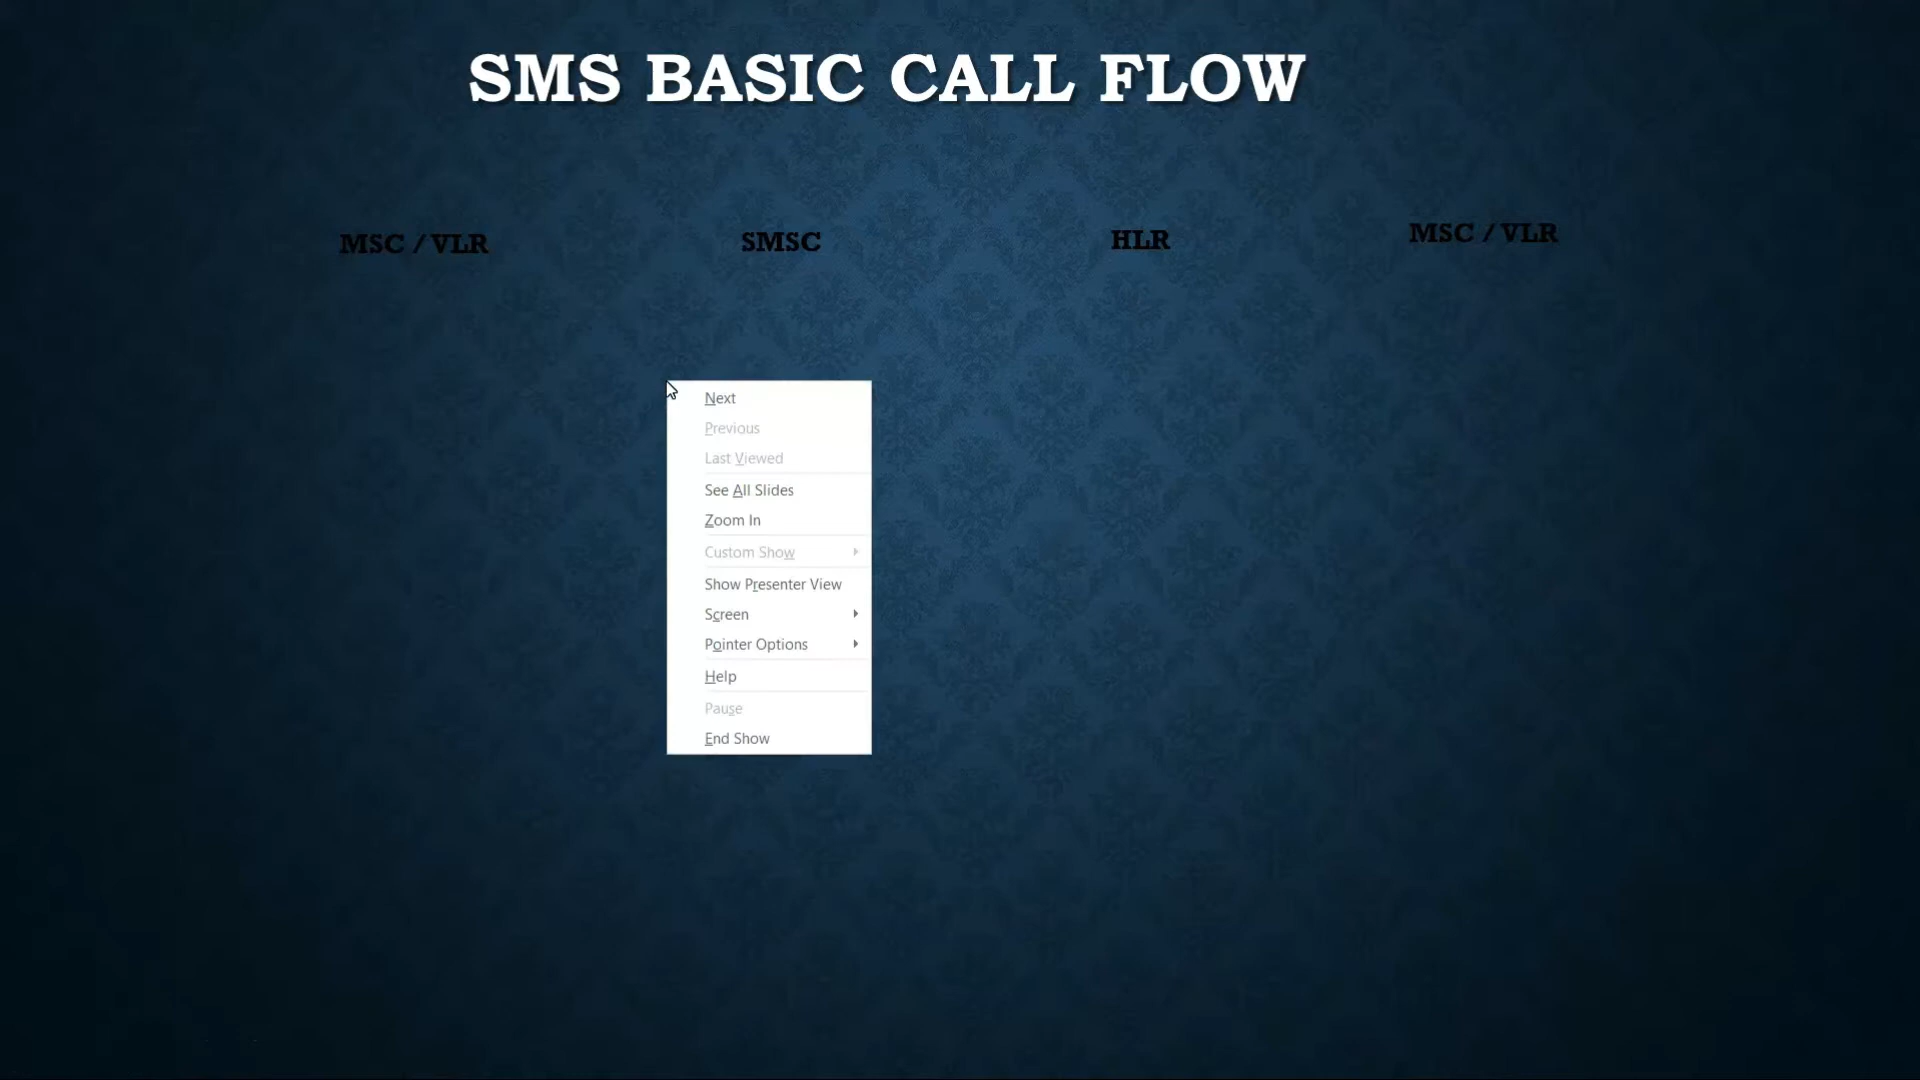 SMS BASIC CALL FLOW
MSC / VLR
SMSC
HLR
MSC / VLR
Next
Previous
Last Viewed
See All Slides
Zoom In
Custom Show
Show Presenter View
Screen
Pointer Options
Help
Pause
End Show